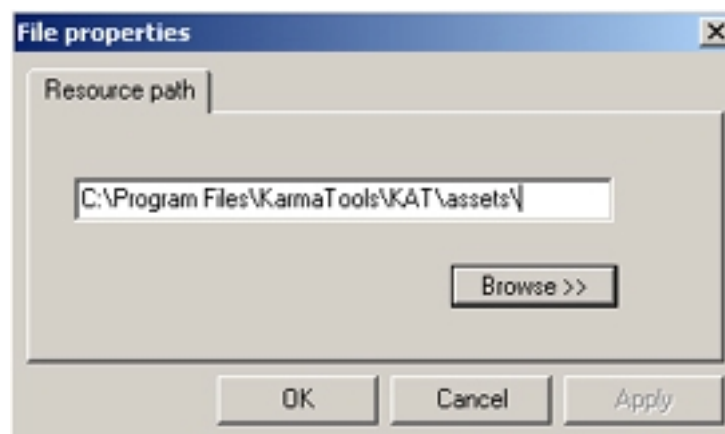 File properties
Resource path
C:\Program Files\KarmaTools\KAT\assets\
Browse >>
OK Cancel Apply